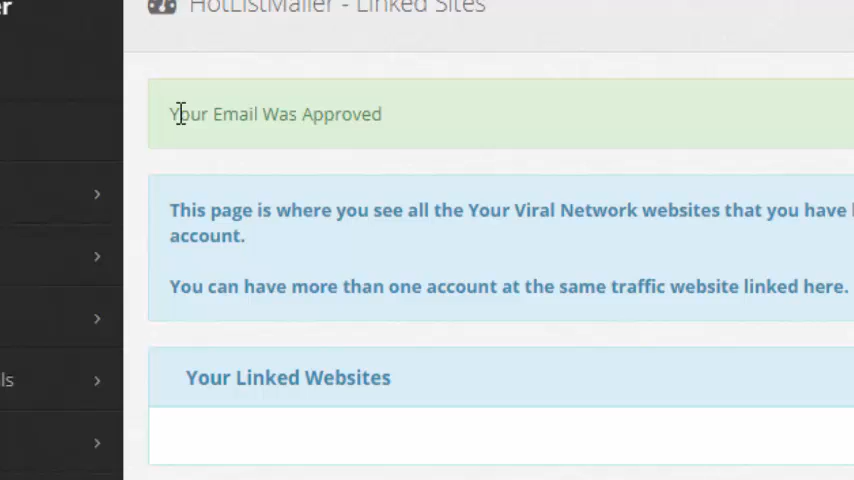 er
HotListMailer - Linked Sites
Your Email Was Approved
This page is where you see all the Your Viral Network websites that you have
account.
You can have more than one account at the same traffic website linked here.
ls
Your Linked Websites